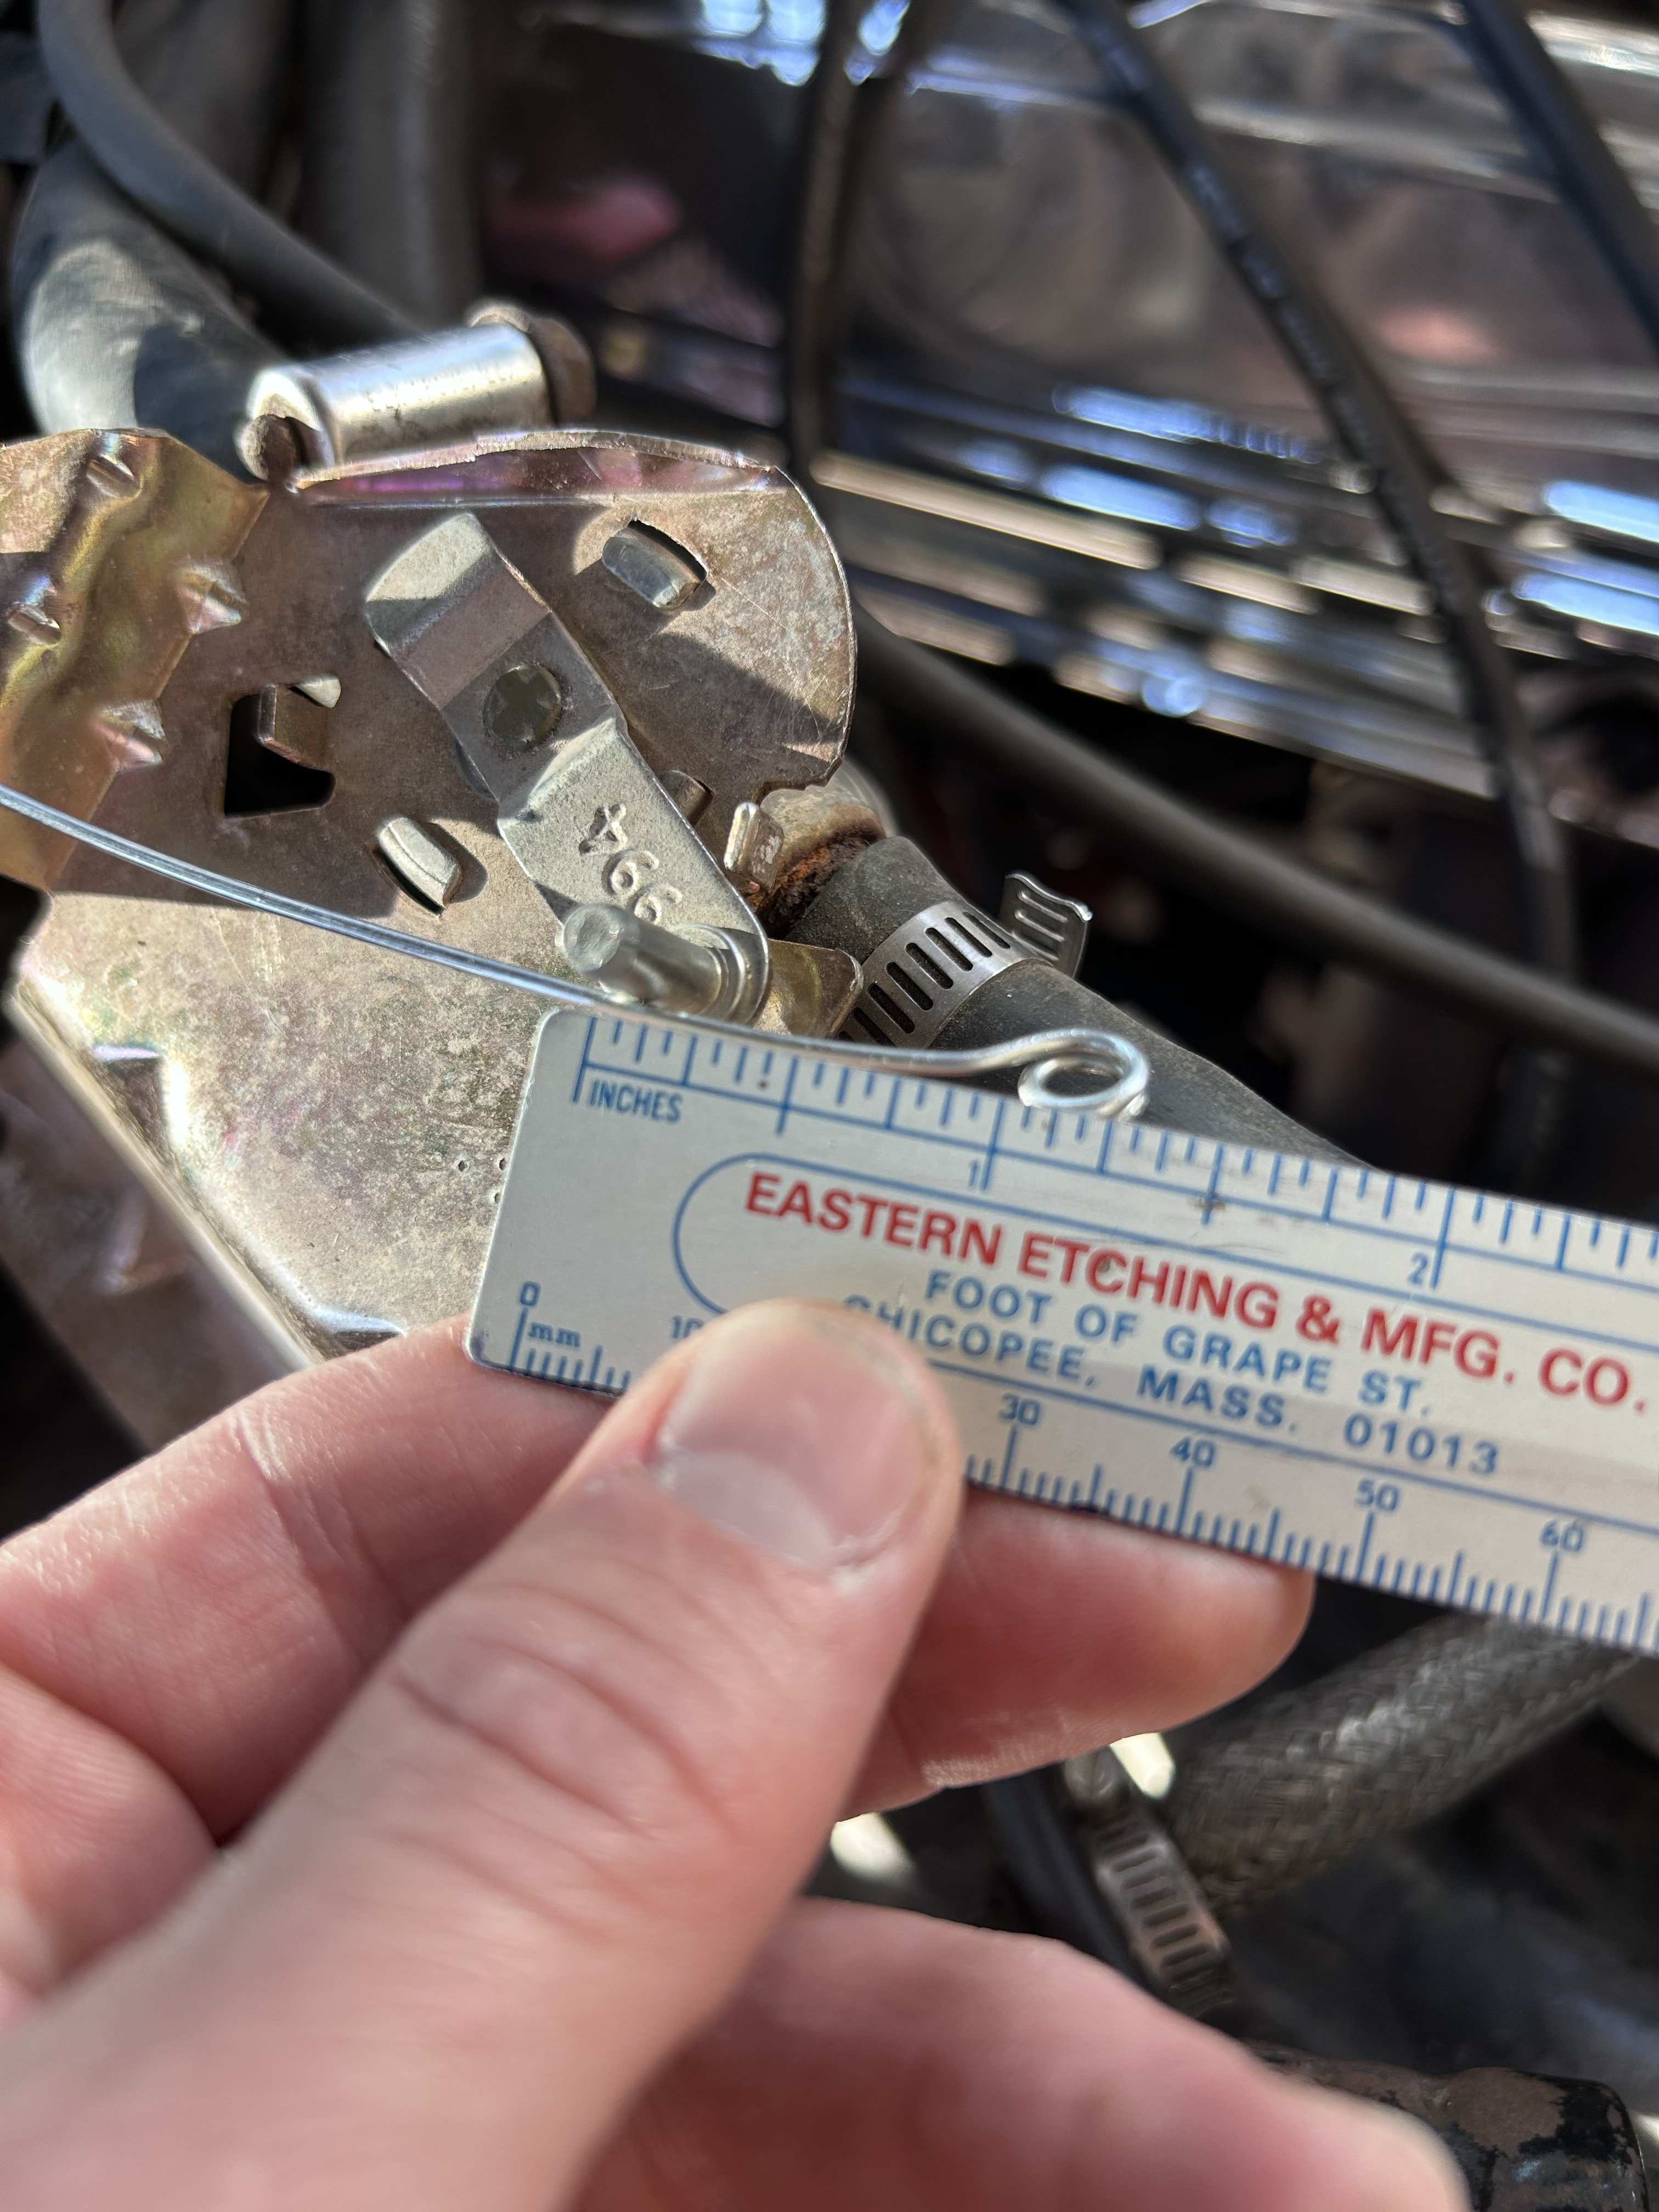 994
INCHES
1
2
EASTERN ETCHING & MFG. CO.
FOOT OF GRAPE ST.
CHICOPEE, MASS. 01013
0
10
30
40
50
60
mm